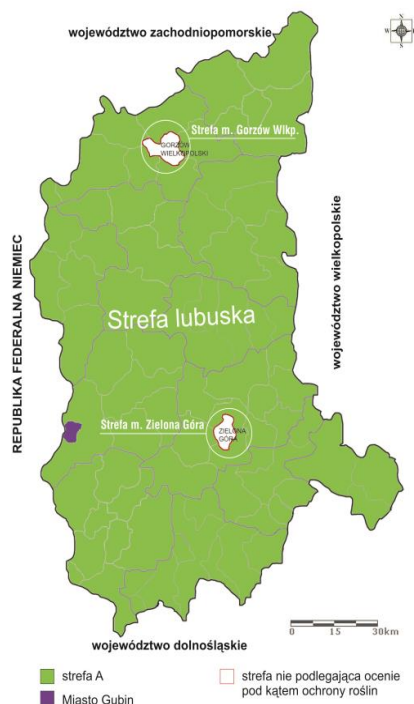 województwo zachodniopomorskie
N
W
E
S
Strefa m. Gorzów Wlkp.
GORZÓW
WIELKOPOLSKI
REPUBLIKA FEDERALNA NIEMIEC
województwo wielkopolskie
Strefa lubuska
Strefa m. Zielona Góra
ZIELONA
GÓRA
0 15 30km
województwo dolnośląskie
strefa A
Miasto Gubin
strefa nie podlegająca ocenie
pod kątem ochrony roślin